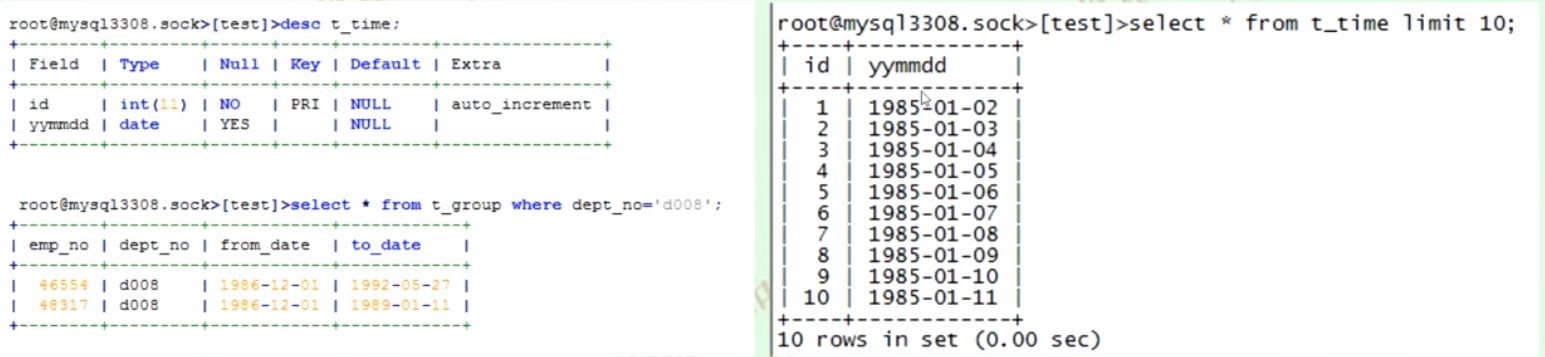 root@mysql3308.sock>[test]>desc t_time;
+--------+---------+------+-----+---------+----------------+
| Field | Type | Null | Key | Default | Extra |
+--------+---------+------+-----+---------+----------------+
| id | int(11) | NO | PRI | NULL | auto_increment |
| yymmdd | date | YES | | NULL | |
+--------+---------+------+-----+---------+----------------+
root@mysql3308.sock>[test]>select * from t_group where dept_no='d008';
+--------+---------+------------+------------+
| emp_no | dept_no | from_date | to_date |
+--------+---------+------------+------------+
| 46554 | d008 | 1986-12-01 | 1992-05-27 |
| 48317 | d008 | 1986-12-01 | 1989-01-11 |
+--------+---------+------------+------------+
root@mysql3308.sock>[test]>select * from t_time limit 10;
+----+------------+
| id | yymmdd |
+----+------------+
| 1 | 1985-01-02 |
| 2 | 1985-01-03 |
| 3 | 1985-01-04 |
| 4 | 1985-01-05 |
| 5 | 1985-01-06 |
| 6 | 1985-01-07 |
| 7 | 1985-01-08 |
| 8 | 1985-01-09 |
| 9 | 1985-01-10 |
| 10 | 1985-01-11 |
+----+------------+
10 rows in set (0.00 sec)